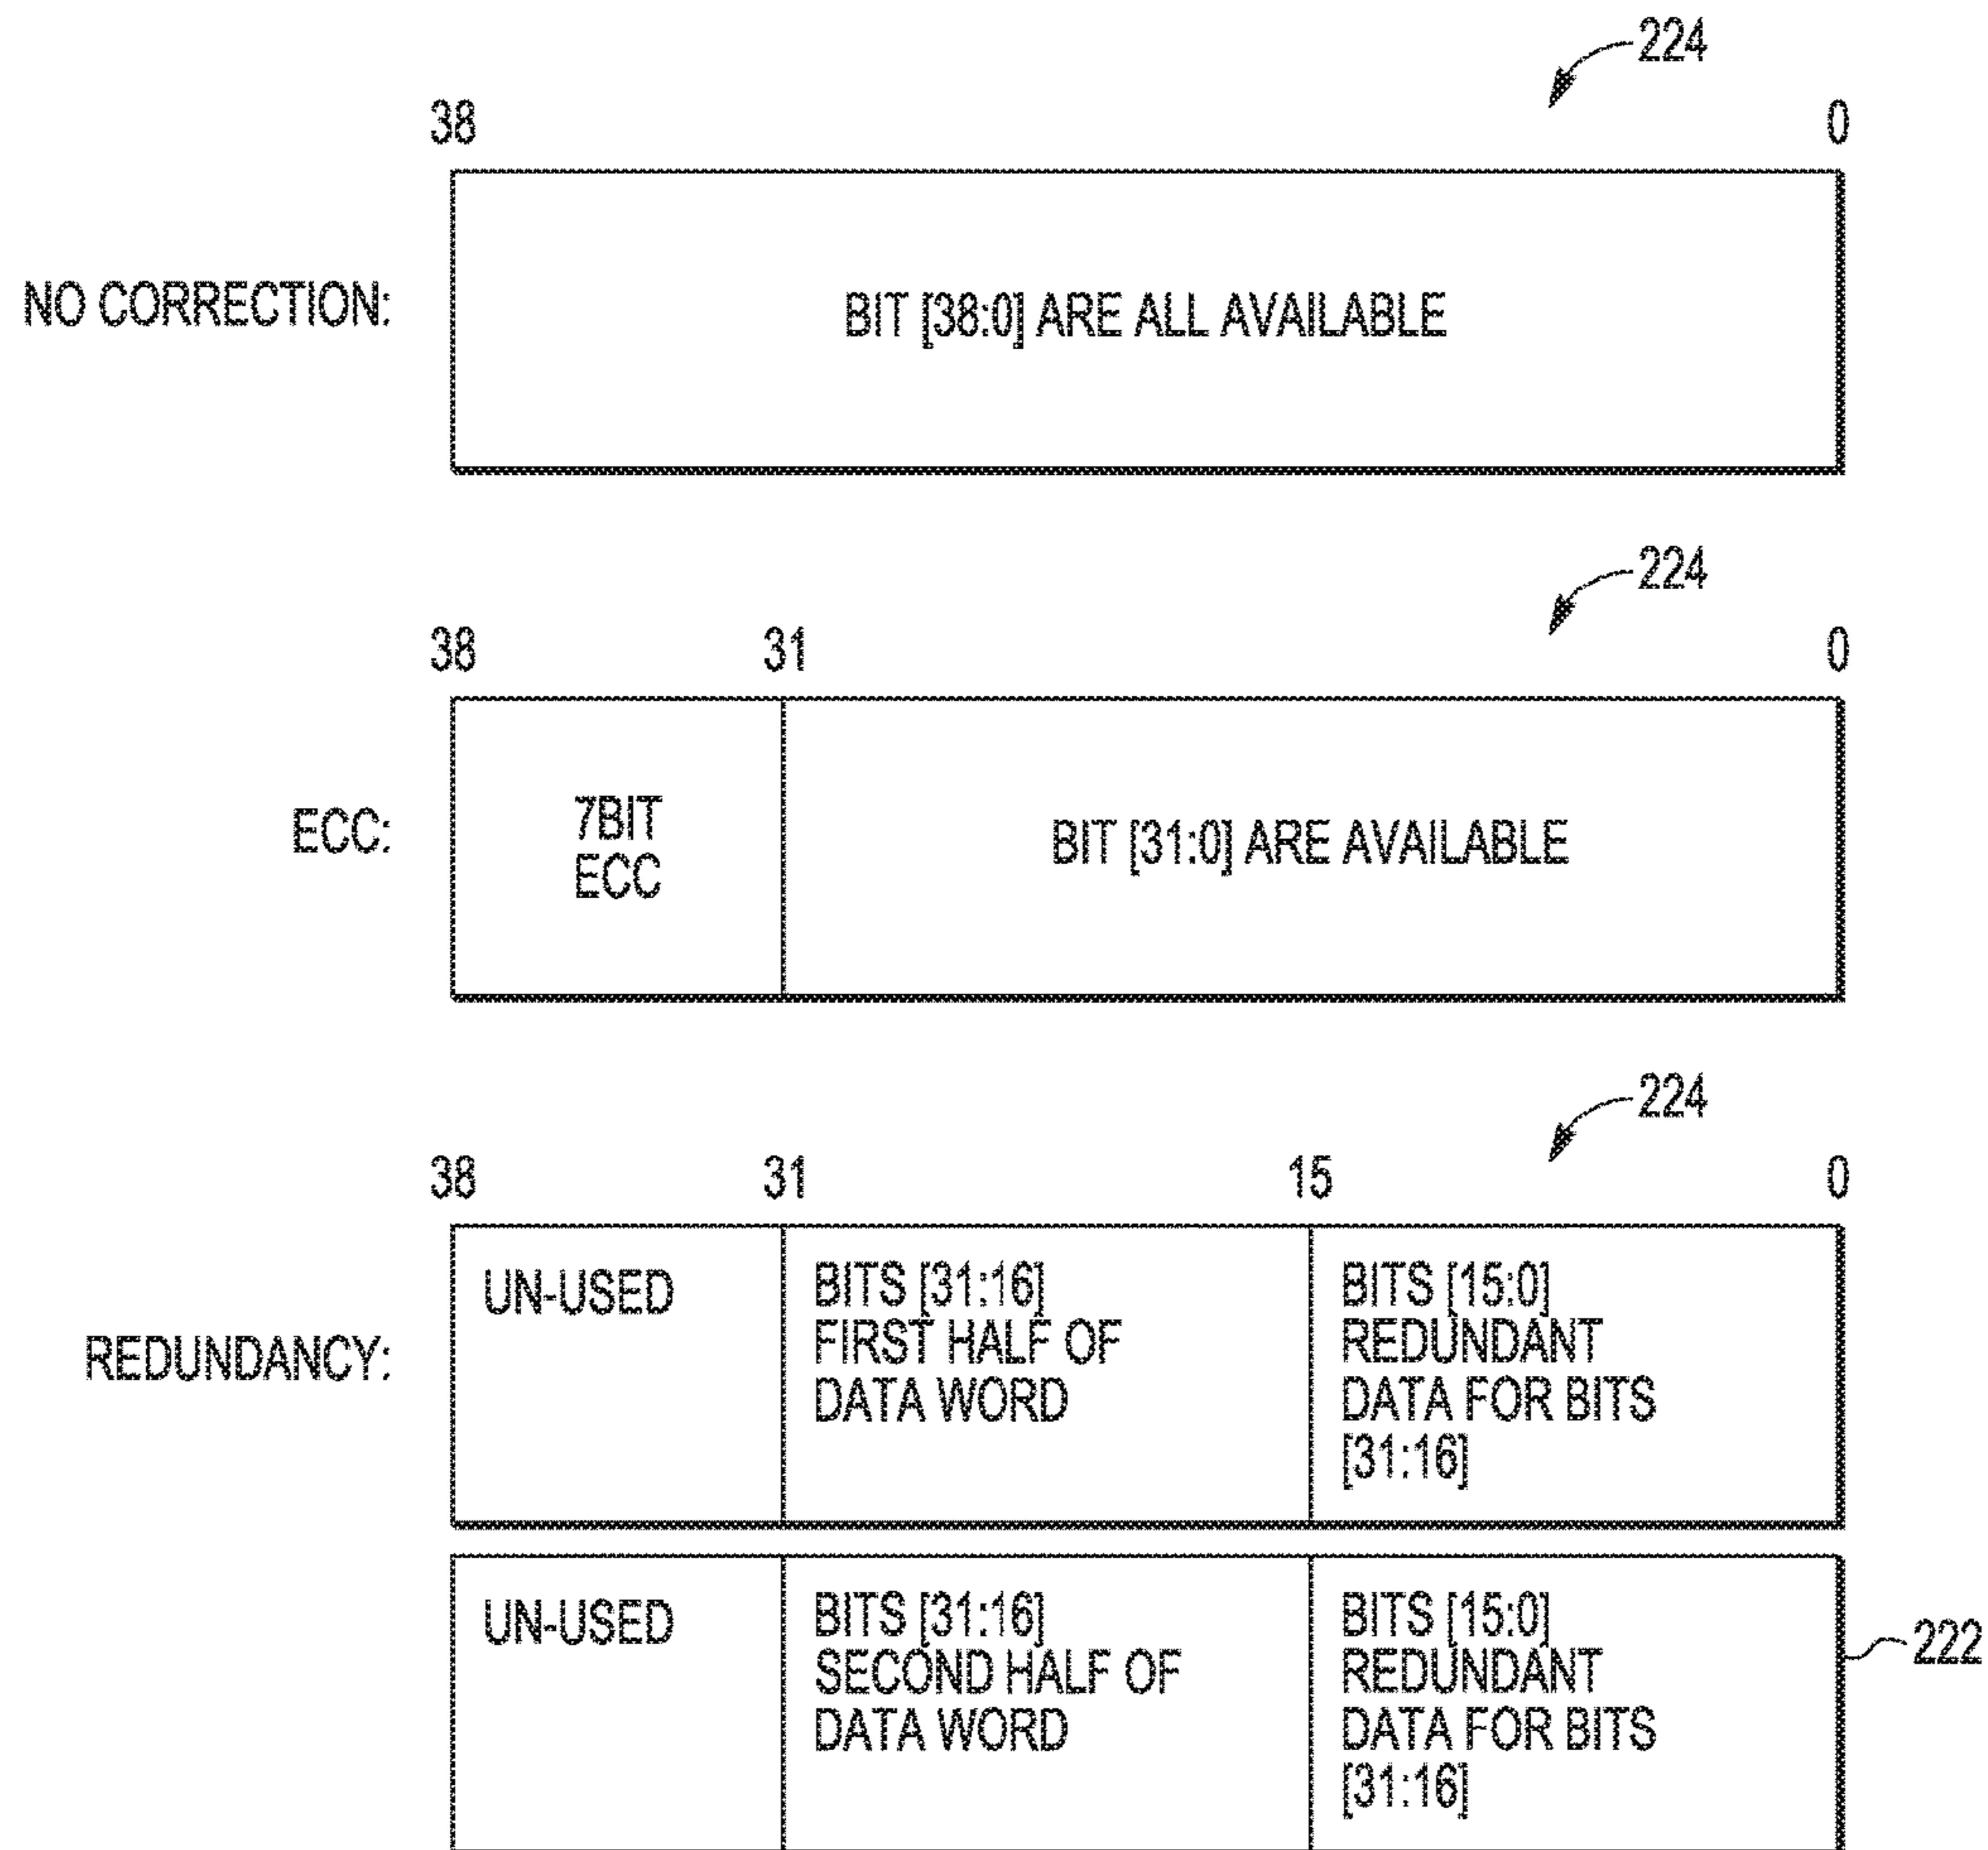 224
38 0
NO CORRECTION:
BIT [38:0] ARE ALL AVAILABLE
224
38 31 0
ECC:
7BIT
ECC
BIT [31:0] ARE AVAILABLE
224
38 31 15 0
REDUNDANCY:
UN-USED
BITS [31:16]
FIRST HALF OF
DATA WORD
BITS [15:0]
REDUNDANT
DATA FOR BITS
[31:16]
UN-USED
BITS [31:16]
SECOND HALF OF
DATA WORD
BITS [15:0]
REDUNDANT
DATA FOR BITS
[31:16]
222